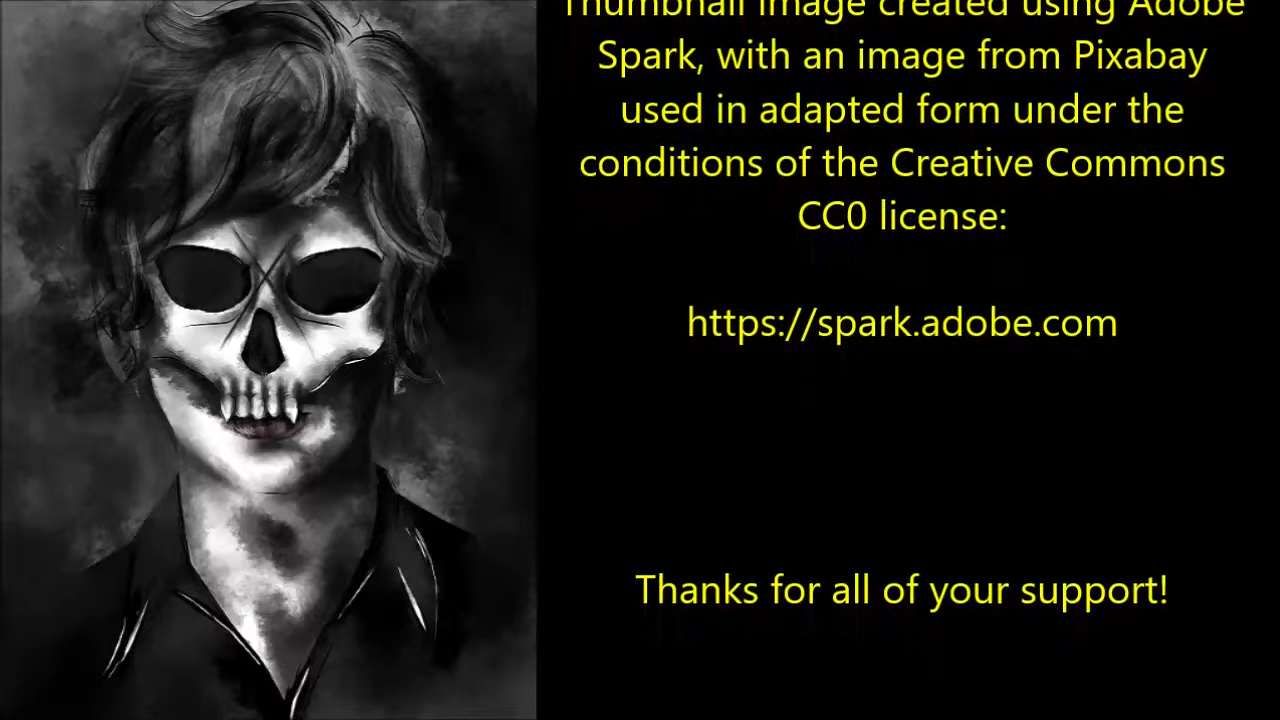 Thumbnail image created using Adobe
Spark, with an image from Pixabay
used in adapted form under the
conditions of the Creative Commons
CC0 license:
https://spark.adobe.com
Thanks for all of your support!